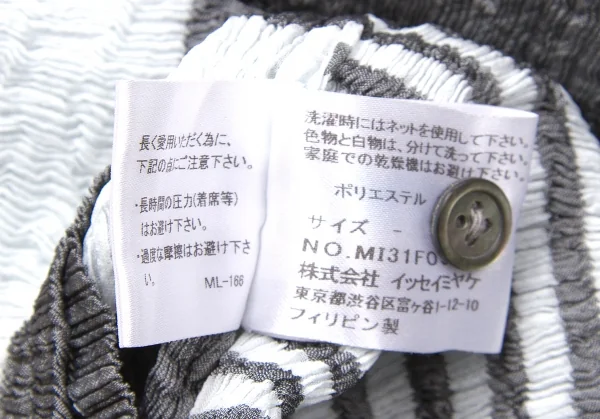 長く愛用いただく為に、
下記の点にご注意下さい。
・長時間の圧力(着席等)
はお避け下さい。
・過度な摩擦はお避け下さ
い。
ML-166
洗濯時にはネットを使用して下さい。
色物と白物は、分けて洗って下さい。
家庭での乾燥機はお避け下さい。
ポリエステル
サイズ -
NO.MI31F0
株式会社 イッセイミヤケ
東京都渋谷区富ヶ谷1-12-10
フィリピン製